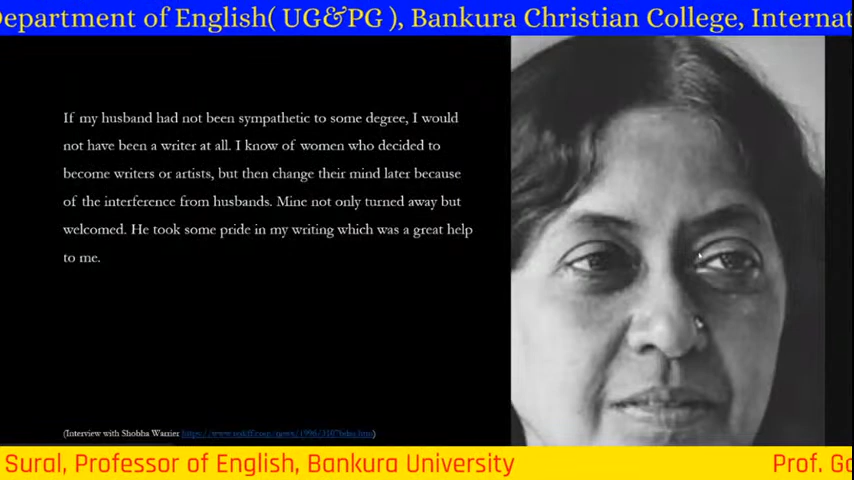 Department of English( UG&PG ), Bankura Christian College, Internat
If my husband had not been sympathetic to some degree, I would
not have been a writer at all. I know of women who decided to
become writers or artists, but then change their mind later because
of the interference from husbands. Mine not only turned away but
welcomed. He took some pride in my writing which was a great help
to me.
(Interview with Shobha Warrier
Sural, Professor of English, Bankura University
Prof. Go